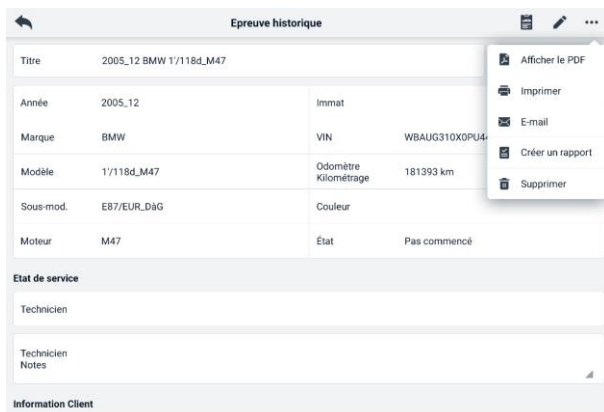 Epreuve historique
Titre 2005_12 BMW 1'/118d_M47
Afficher le PDF
Imprimer
E-mail
Créer un rapport
Supprimer
Année 2005_12 Immat
Marque BMW VIN WBAUG310X0PU4
Modèle 1'/118d_M47 Odomètre Kilométrage 181393 km
Sous-mod. E87/EUR_DàG Couleur
Moteur M47 État Pas commencé
Etat de service
Technicien
Technicien
Notes
Information Client